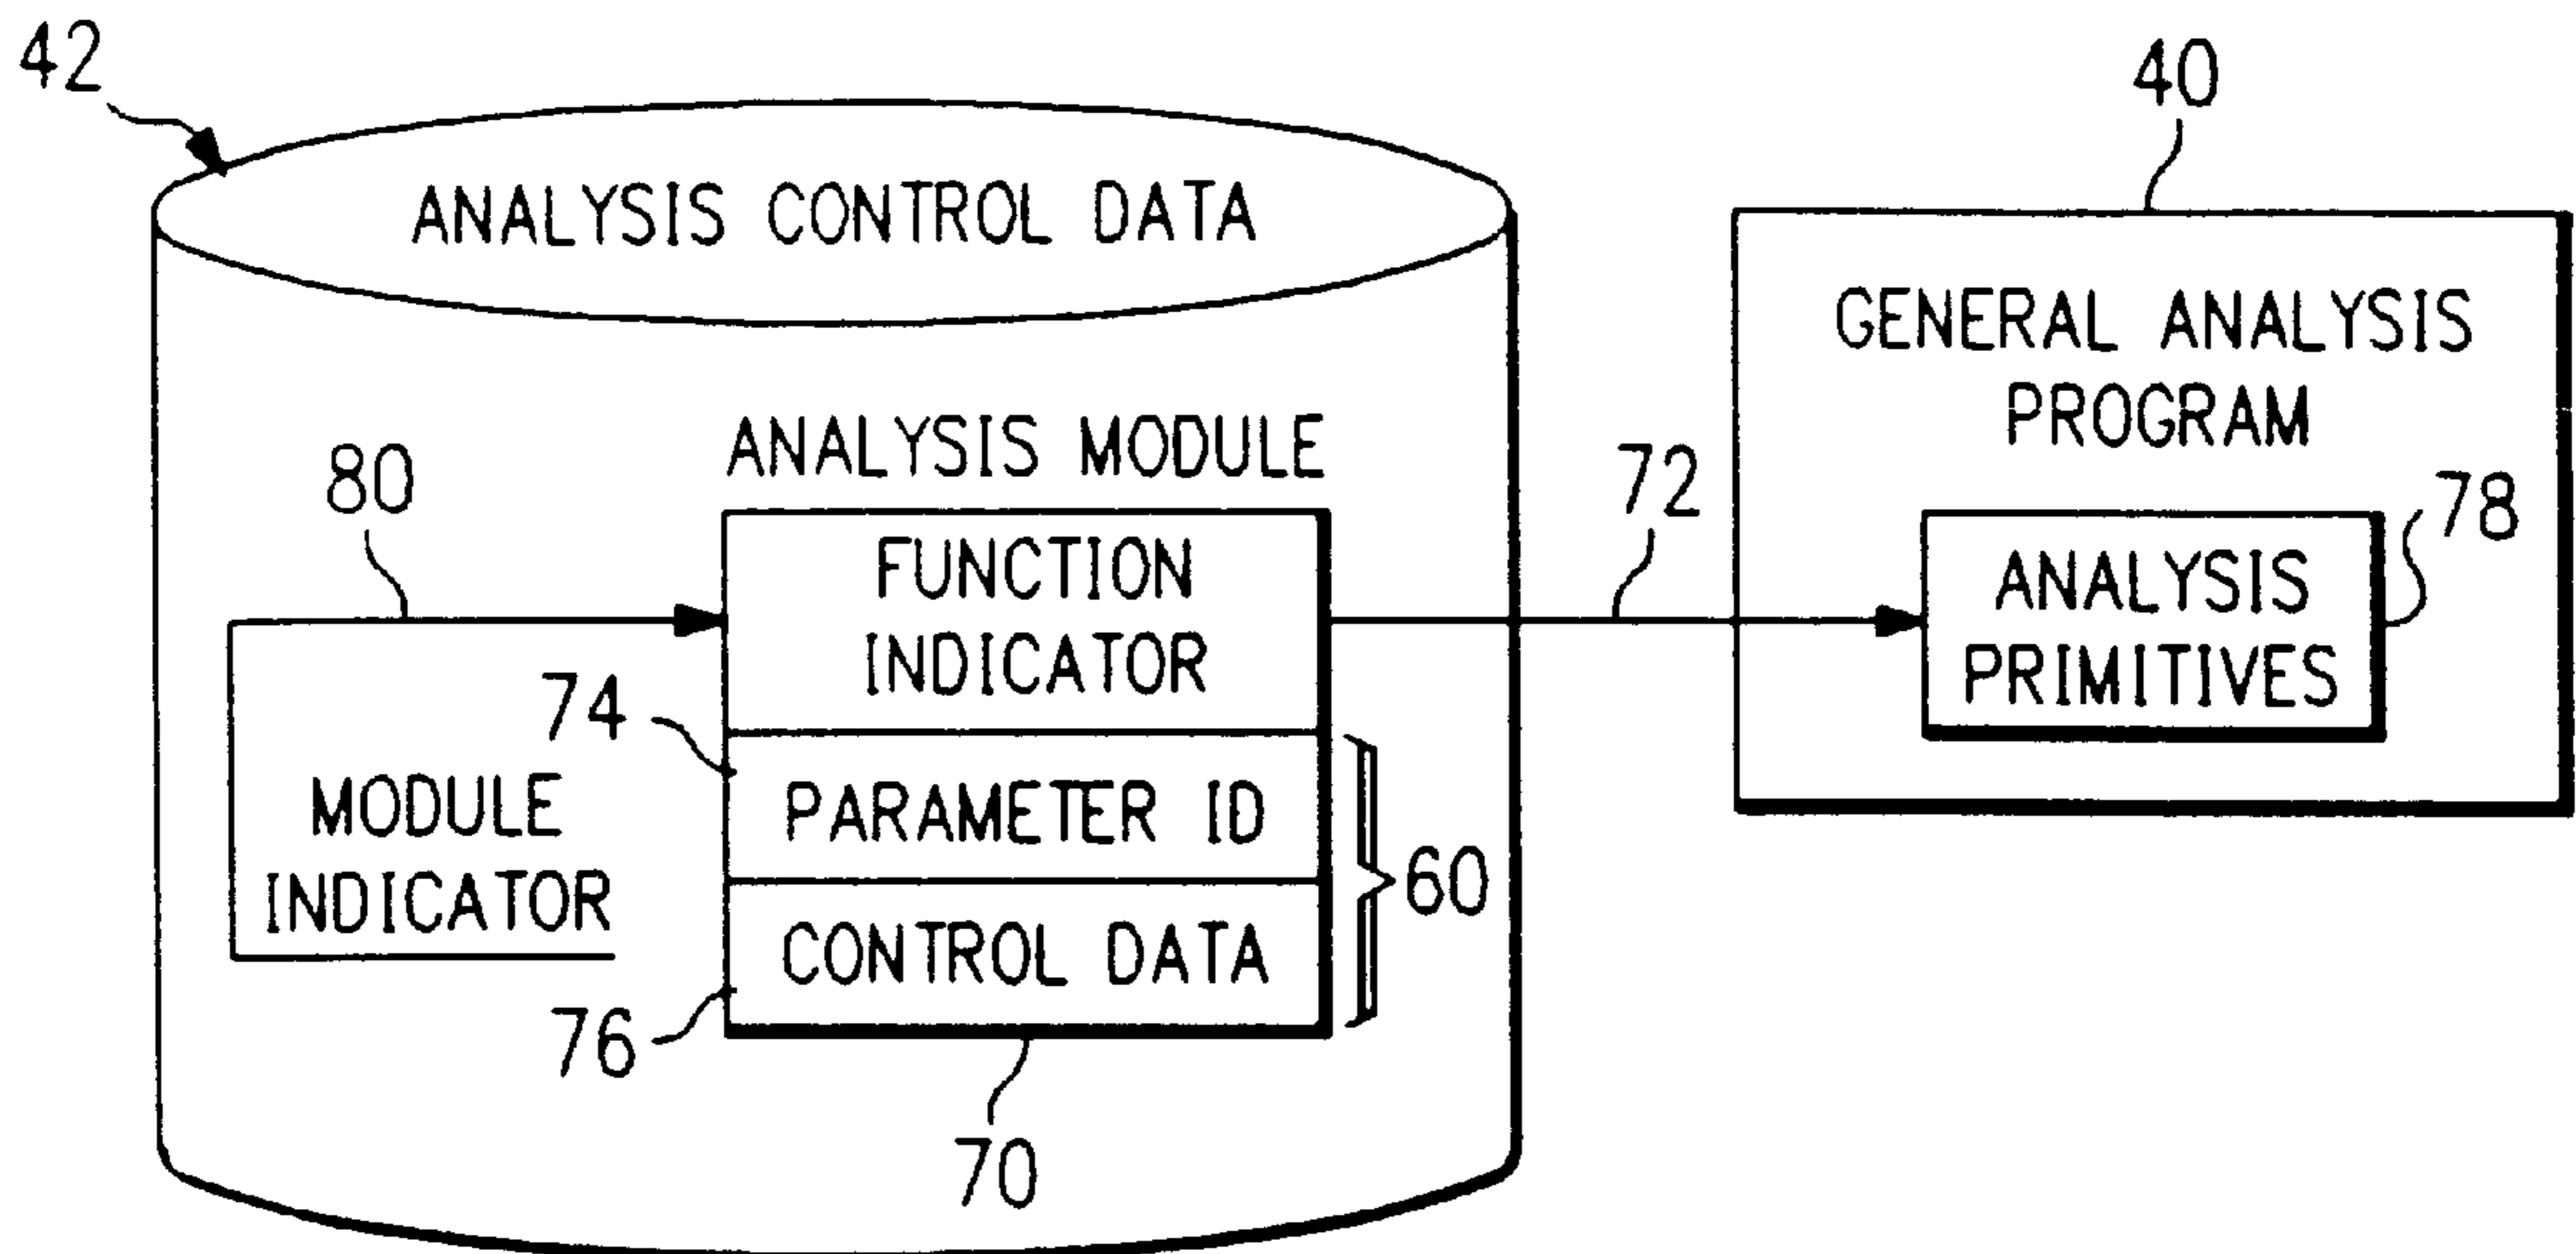 42
ANALYSIS CONTROL DATA
40
GENERAL ANALYSIS
PROGRAM
ANALYSIS MODULE
80
72
78
FUNCTION
INDICATOR
ANALYSIS
PRIMITIVES
74
MODULE
INDICATOR
PARAMETER ID
60
CONTROL DATA
76
70